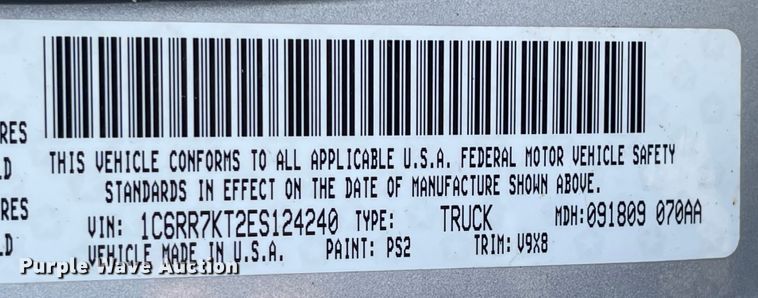 RES
LD
THIS VEHICLE CONFORMS TO ALL APPLICABLE U.S.A. FEDERAL MOTOR VEHICLE SAFETY
STANDARDS IN EFFECT ON THE DATE OF MANUFACTURE SHOWN ABOVE.
RES
VIN: 1C6RR7KT2ES124240 TYPE: TRUCK MDH: 091809 070AA
LD
VEHICLE MADE IN U.S.A. PAINT: PS2 TRIM: V9X8
Purple Wave Auction